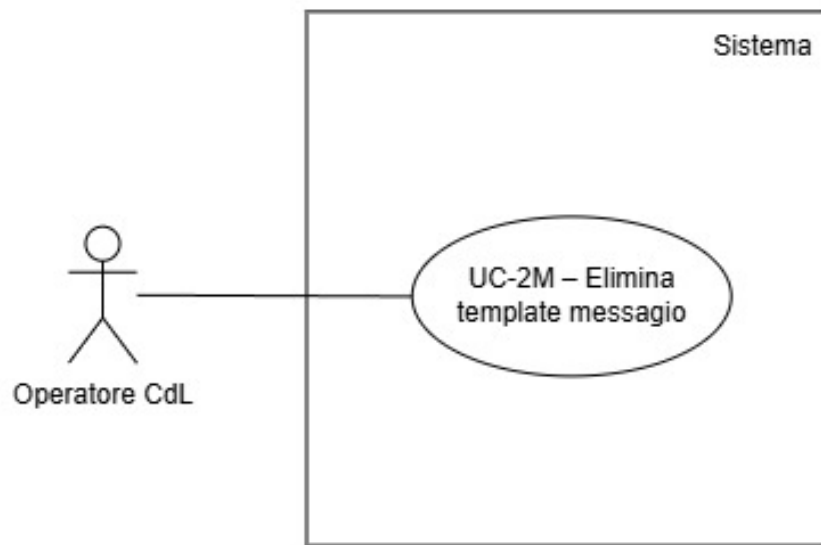 Sistema
UC-2M – Elimina
template messagio
Operatore CdL